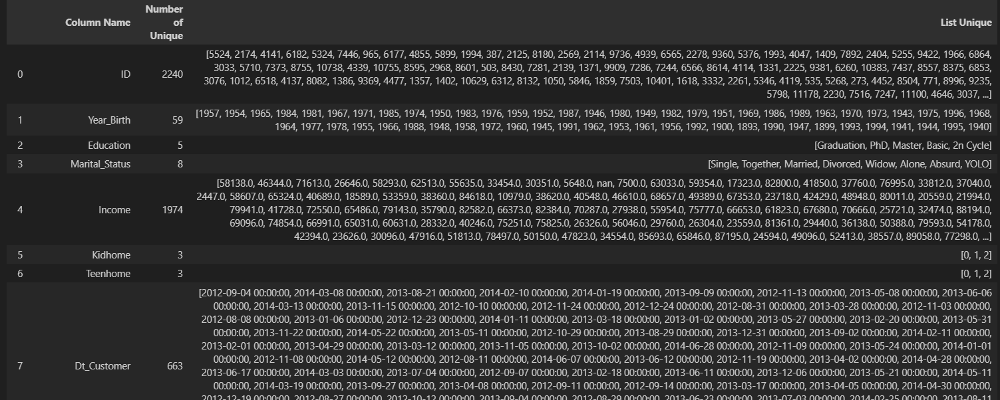 Column Name Number of Unique List Unique
0 ID 2240 [5524, 2174, 4141, 6182, 5324, 7446, 965, 6177, 4855, 5899, 1994, 387, 2125, 8180, 2569, 2114, 9736, 4939, 6565, 2278, 9360, 5376, 1993, 4047, 1409, 7892, 2404, 5255, 9422, 1966, 6864,
3033, 5710, 7373, 8755, 10738, 4339, 10755, 8595, 2968, 8601, 503, 8430, 7281, 2139, 1371, 9909, 7286, 7244, 6566, 8614, 4114, 1331, 2225, 9381, 6260, 10383, 7437, 8557, 8375, 6853,
3076, 1012, 6518, 4137, 8082, 1386, 9369, 4477, 1357, 1402, 10629, 6312, 8132, 1050, 5846, 1859, 7503, 10401, 1618, 3332, 2261, 5346, 4119, 535, 5268, 273, 4452, 8504, 771, 8996, 9235,
5798, 11178, 2230, 7516, 7247, 11100, 4646, 3037, ...]
1 Year_Birth 59 [1957, 1954, 1965, 1984, 1981, 1967, 1971, 1985, 1974, 1950, 1983, 1976, 1959, 1952, 1987, 1946, 1980, 1949, 1982, 1979, 1951, 1969, 1986, 1989, 1963, 1970, 1973, 1943, 1975, 1996, 1968,
1964, 1977, 1978, 1955, 1966, 1988, 1948, 1958, 1972, 1960, 1945, 1991, 1962, 1953, 1961, 1956, 1992, 1900, 1893, 1990, 1947, 1899, 1993, 1994, 1941, 1944, 1995, 1940]
2 Education 5 [Graduation, PhD, Master, Basic, 2n Cycle]
3 Marital_Status 8 [Single, Together, Married, Divorced, Widow, Alone, Absurd, YOLO]
4 Income 1974 [58138.0, 46344.0, 71613.0, 26646.0, 58293.0, 62513.0, 55635.0, 33454.0, 30351.0, 5648.0, nan, 7500.0, 63033.0, 59354.0, 17323.0, 82800.0, 41850.0, 37760.0, 76995.0, 33812.0, 37040.0,
2447.0, 58607.0, 65324.0, 40689.0, 18589.0, 53359.0, 38360.0, 84618.0, 10979.0, 38620.0, 40548.0, 46610.0, 68657.0, 49389.0, 67353.0, 23718.0, 42429.0, 48948.0, 80011.0, 20559.0, 21994.0,
79941.0, 41728.0, 72550.0, 65486.0, 79143.0, 35790.0, 82582.0, 66373.0, 82384.0, 70287.0, 27938.0, 55954.0, 75777.0, 66653.0, 61823.0, 67680.0, 70666.0, 25721.0, 32474.0, 88194.0,
69096.0, 74854.0, 66991.0, 65031.0, 60631.0, 28332.0, 40246.0, 75251.0, 75825.0, 26326.0, 56046.0, 29760.0, 26304.0, 23559.0, 81361.0, 29440.0, 36138.0, 50388.0, 79593.0, 54178.0,
42394.0, 23626.0, 30096.0, 47916.0, 51813.0, 78497.0, 50150.0, 47823.0, 34554.0, 85693.0, 65846.0, 87195.0, 24594.0, 49096.0, 52413.0, 38557.0, 89058.0, 77298.0, ...]
5 Kidhome 3 [0, 1, 2]
6 Teenhome 3 [0, 1, 2]
7 Dt_Customer 663 [2012-09-04 00:00:00, 2014-03-08 00:00:00, 2013-08-21 00:00:00, 2014-02-10 00:00:00, 2014-01-19 00:00:00, 2013-09-09 00:00:00, 2012-11-13 00:00:00, 2013-05-08 00:00:00, 2013-06-06
00:00:00, 2014-03-13 00:00:00, 2013-11-15 00:00:00, 2012-10-10 00:00:00, 2012-11-24 00:00:00, 2012-12-24 00:00:00, 2012-08-31 00:00:00, 2013-03-28 00:00:00, 2012-11-03 00:00:00,
2012-08-08 00:00:00, 2013-01-06 00:00:00, 2012-12-23 00:00:00, 2014-01-11 00:00:00, 2013-03-18 00:00:00, 2013-01-02 00:00:00, 2013-05-27 00:00:00, 2013-02-20 00:00:00, 2013-05-31
00:00:00, 2013-11-22 00:00:00, 2014-05-22 00:00:00, 2013-05-11 00:00:00, 2012-10-29 00:00:00, 2013-08-29 00:00:00, 2013-12-31 00:00:00, 2013-09-02 00:00:00, 2014-02-11 00:00:00,
2013-02-01 00:00:00, 2013-04-29 00:00:00, 2013-03-12 00:00:00, 2013-11-05 00:00:00, 2013-10-02 00:00:00, 2014-06-28 00:00:00, 2012-11-09 00:00:00, 2013-05-24 00:00:00, 2014-01-01
00:00:00, 2012-11-08 00:00:00, 2014-05-12 00:00:00, 2012-08-11 00:00:00, 2014-06-07 00:00:00, 2013-06-12 00:00:00, 2012-11-19 00:00:00, 2013-04-02 00:00:00, 2014-04-28 00:00:00,
2013-06-17 00:00:00, 2014-03-03 00:00:00, 2013-07-04 00:00:00, 2012-09-07 00:00:00, 2013-02-18 00:00:00, 2013-06-11 00:00:00, 2013-12-06 00:00:00, 2013-05-21 00:00:00, 2014-05-11
00:00:00, 2014-03-19 00:00:00, 2013-09-27 00:00:00, 2013-04-08 00:00:00, 2012-09-11 00:00:00, 2012-09-14 00:00:00, 2013-03-17 00:00:00, 2013-04-05 00:00:00, 2014-04-30 00:00:00,
2012-12-19 00:00:00, 2012-08-27 00:00:00, 2012-10-12 00:00:00, 2013-09-04 00:00:00, 2012-08-29 00:00:00, 2013-06-23 00:00:00, 2013-07-03 00:00:00, 2014-02-25 00:00:00, 2013-08-11